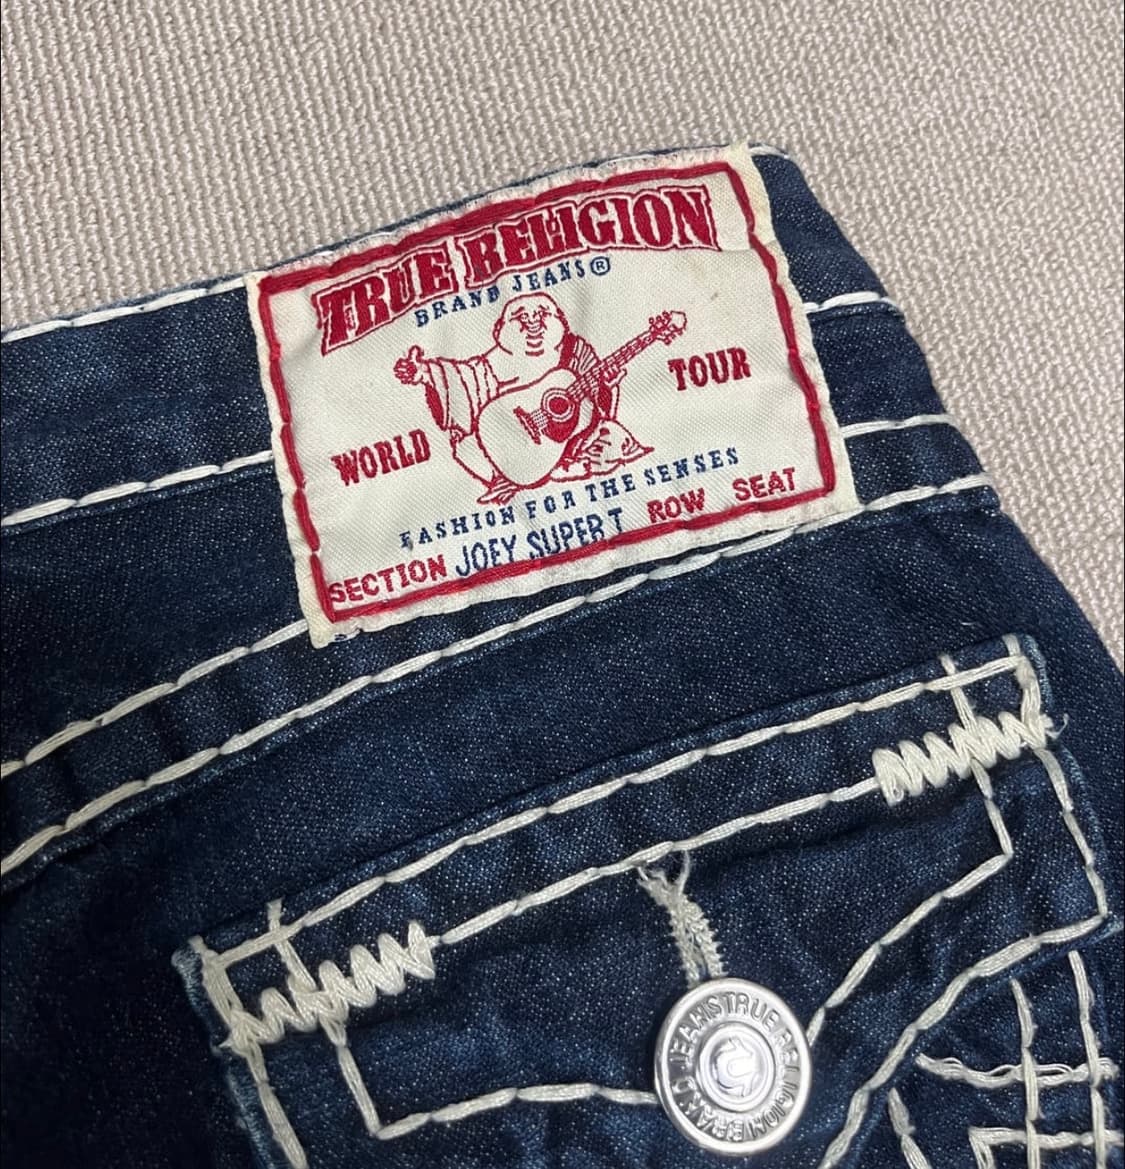 TRUE RELIGION
BRAND JEANS®
WORLD TOUR
FASHION FOR THE SENSES
SECTION JOEY SUPER T ROW SEAT
TRUE RELIGION BRAND JEANS